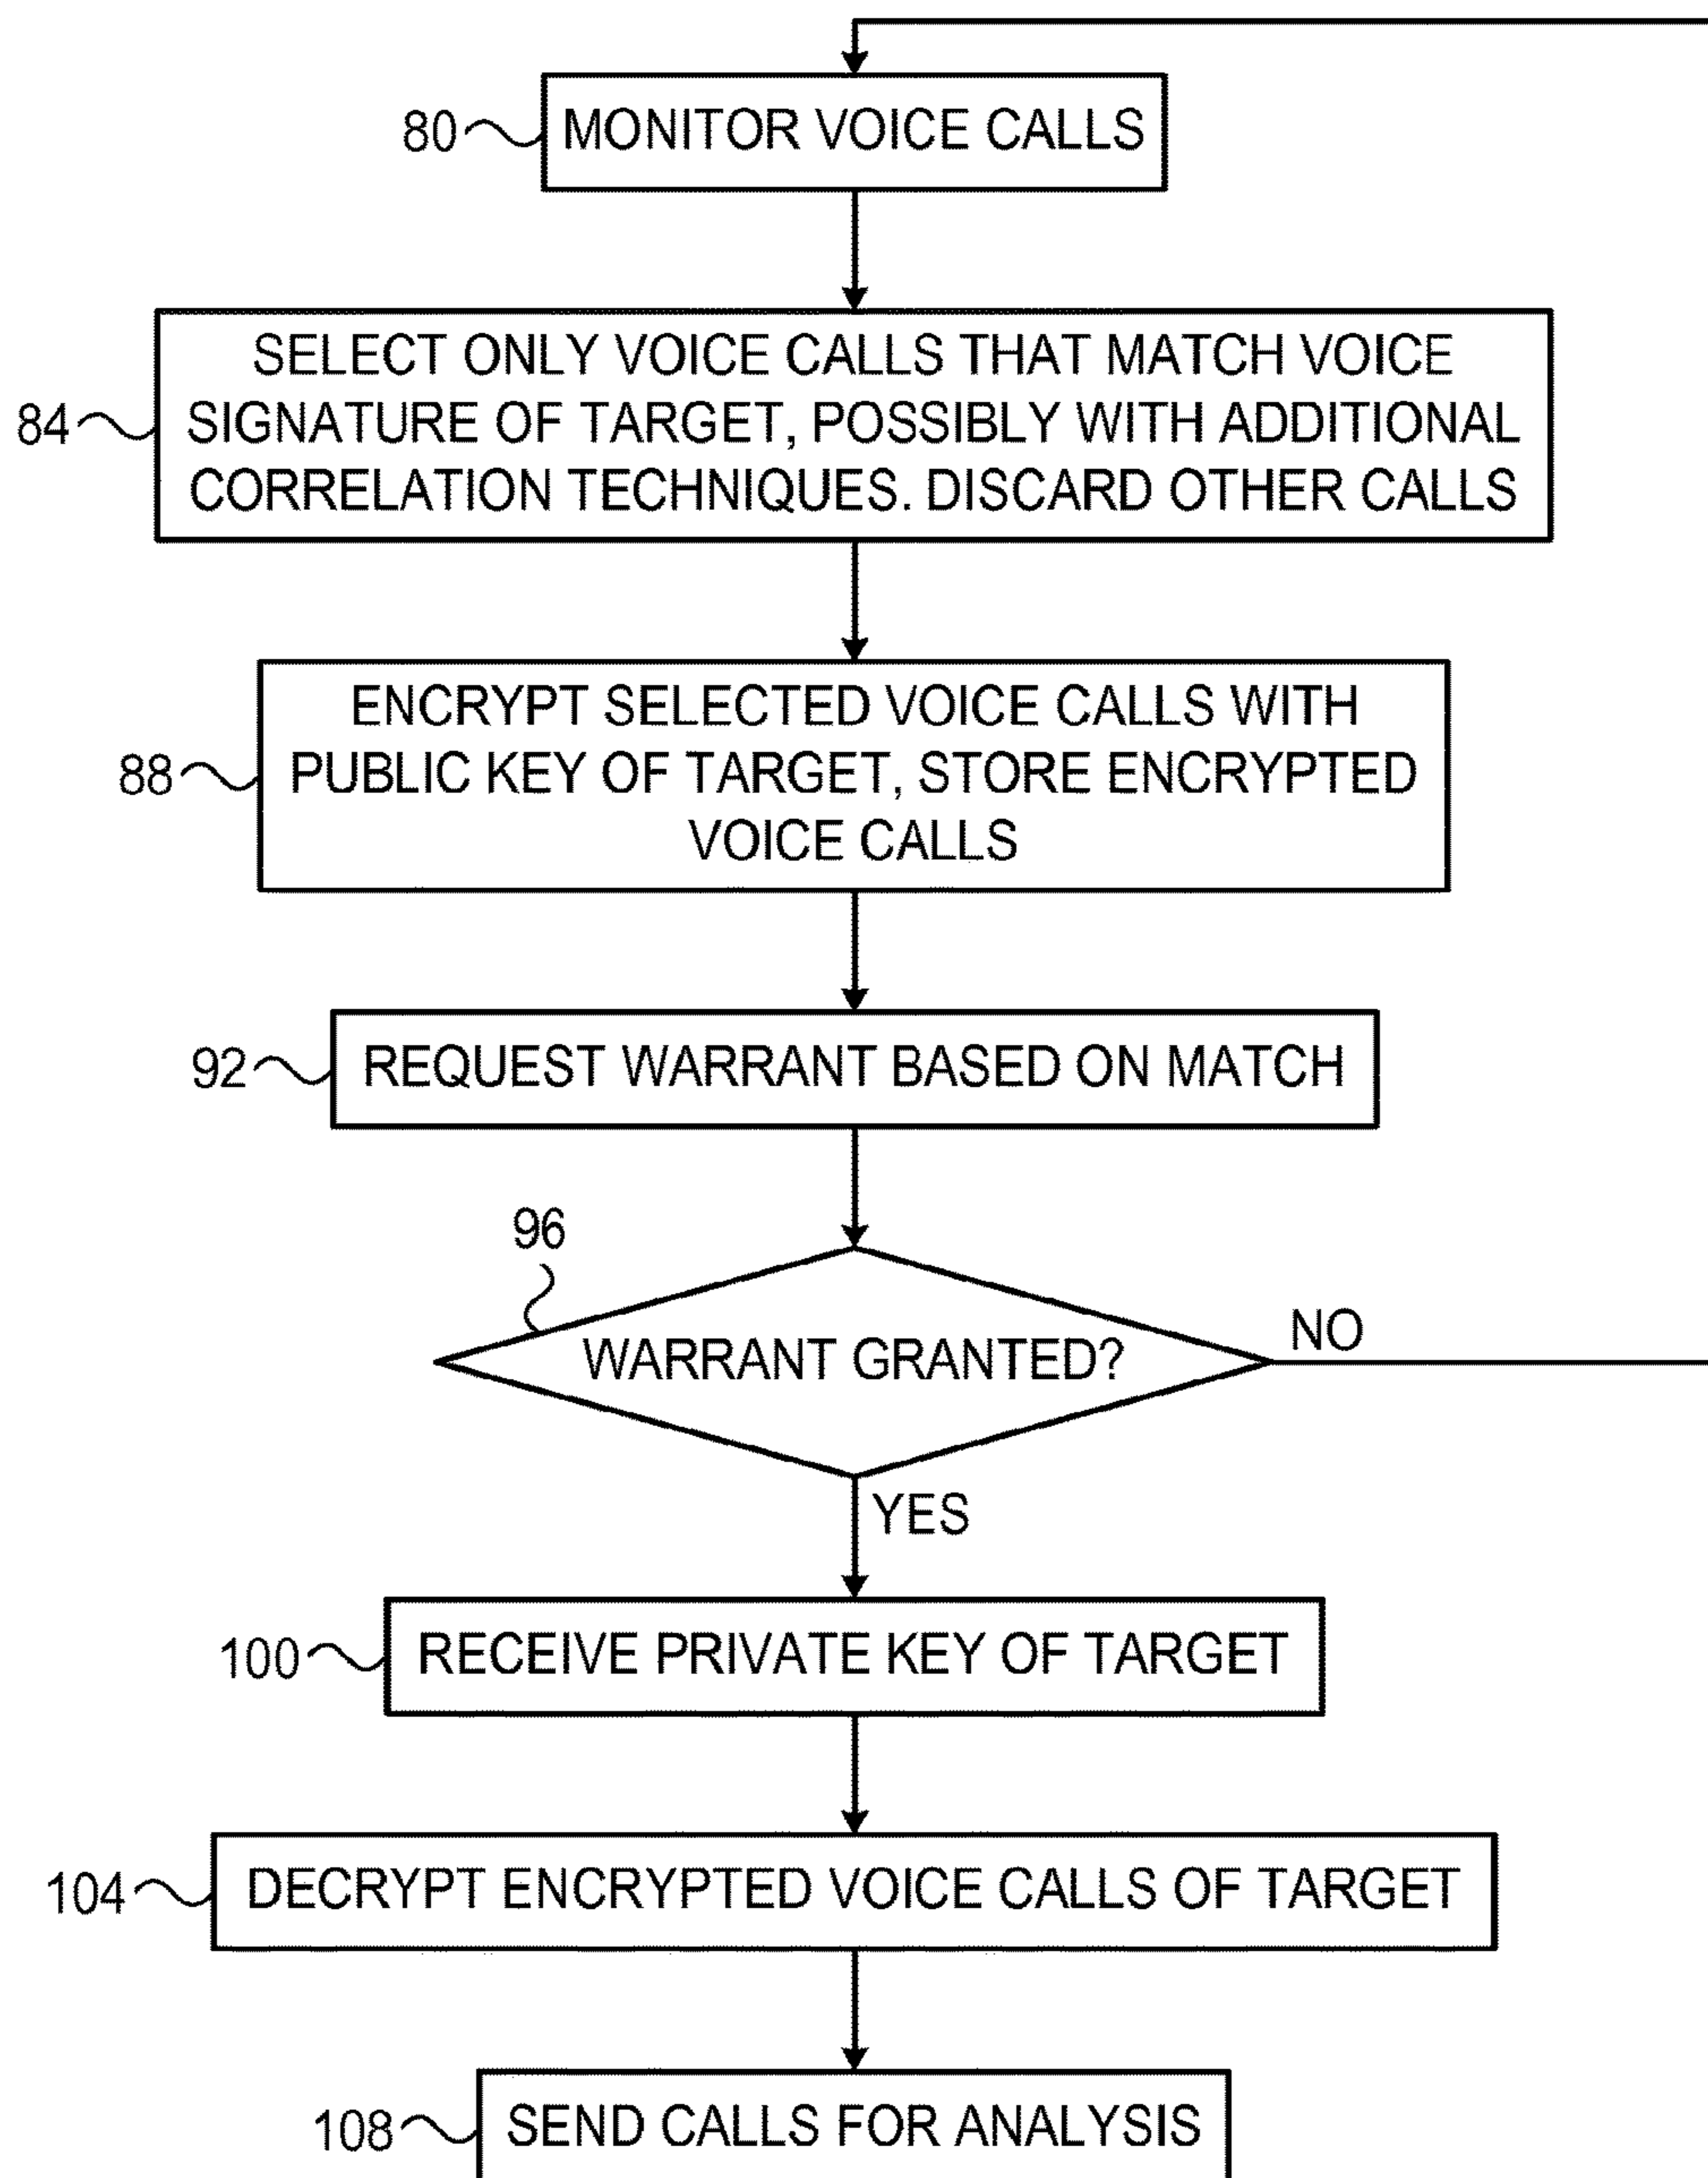 80
MONITOR VOICE CALLS
84
SELECT ONLY VOICE CALLS THAT MATCH VOICE
SIGNATURE OF TARGET, POSSIBLY WITH ADDITIONAL
CORRELATION TECHNIQUES. DISCARD OTHER CALLS
88
ENCRYPT SELECTED VOICE CALLS WITH
PUBLIC KEY OF TARGET, STORE ENCRYPTED
VOICE CALLS
92
REQUEST WARRANT BASED ON MATCH
96
WARRANT GRANTED?
NO
YES
100
RECEIVE PRIVATE KEY OF TARGET
104
DECRYPT ENCRYPTED VOICE CALLS OF TARGET
108
SEND CALLS FOR ANALYSIS